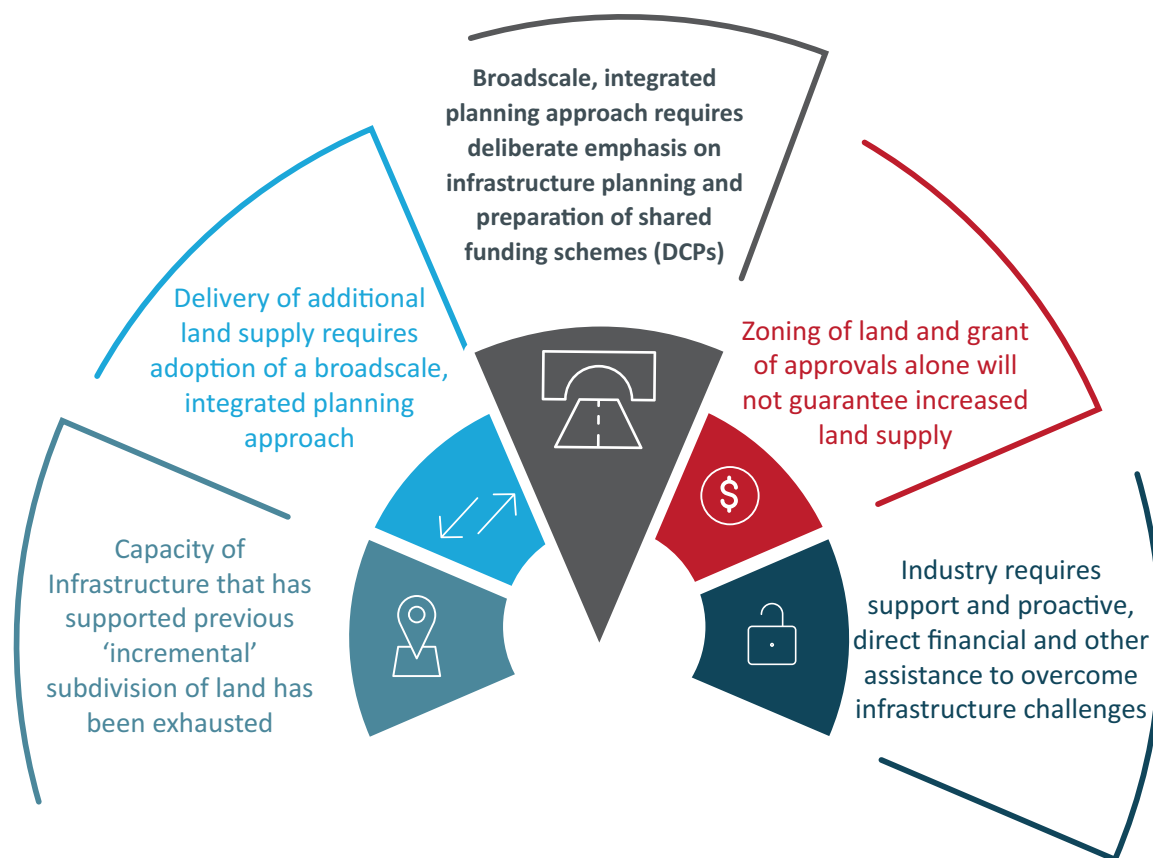 Broadscale, integrated
planning approach requires
deliberate emphasis on
infrastructure planning and
preparation of shared
funding schemes (DCPs)
Delivery of additional
land supply requires
adoption of a broadscale,
integrated planning
approach
Zoning of land and grant
of approvals alone will
not guarantee increased
land supply
$
Capacity of
Infrastructure that has
supported previous
‘incremental’
subdivision of land has
been exhausted
Industry requires
support and proactive,
direct financial and other
assistance to overcome
infrastructure challenges